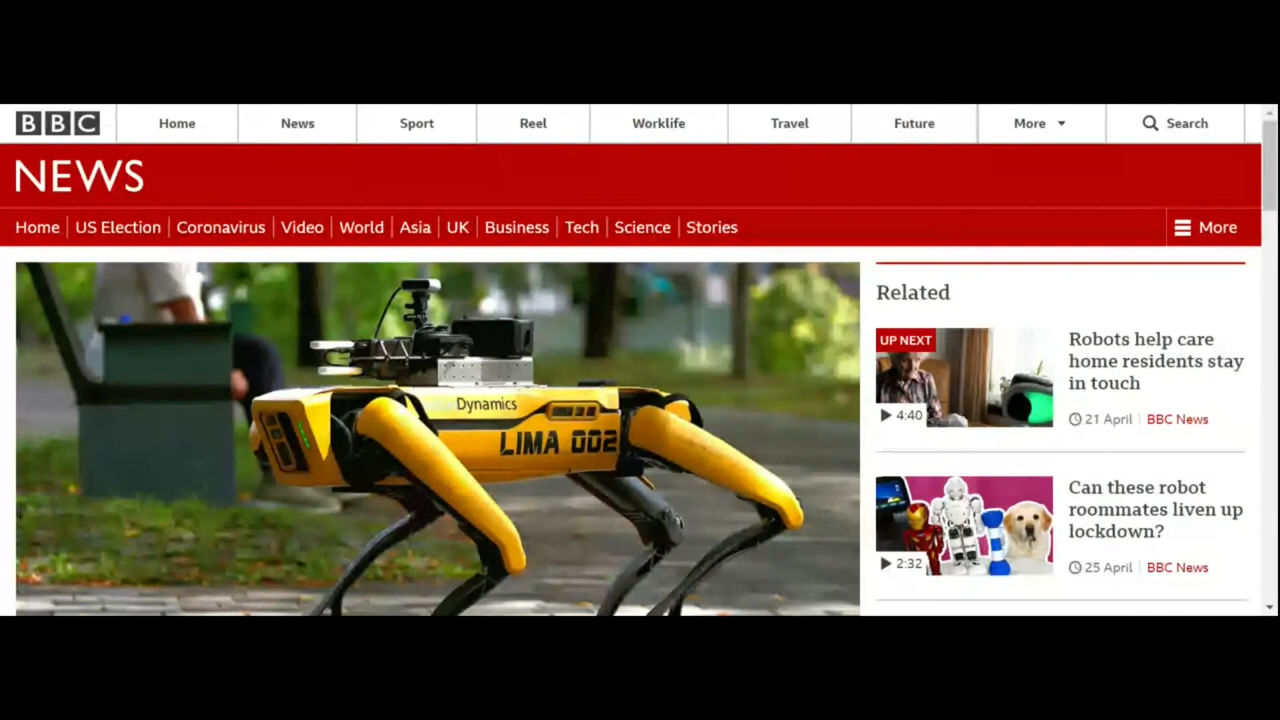 BBC
Home
News
Sport
Reel
Worklife
Travel
Future
More
Search
NEWS
Home
US Election
Coronavirus
Video
World
Asia
UK
Business
Tech
Science
Stories
More
Dynamics
LIMA 002
Related
UP NEXT
4:40
Robots help care
home residents stay
in touch
21 April
BBC News
2:32
Can these robot
roommates liven up
lockdown?
25 April
BBC News